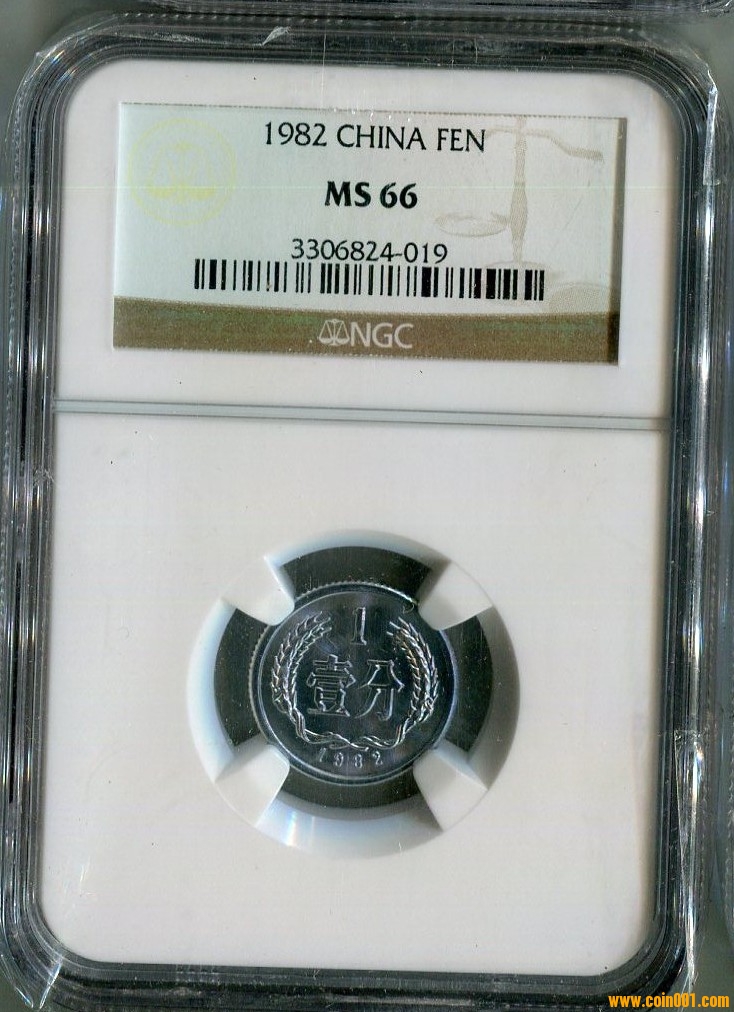 1982 CHINA FEN
MS 66
3306824-019
NGC
1
壹分
1982
www.coin001.com